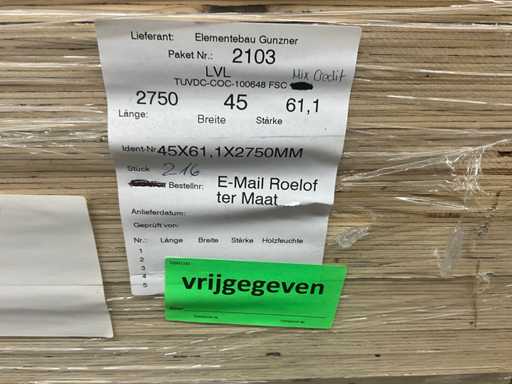 Lieferant: Elementebau Gunzner
Paket Nr.: 2103
LVL Mix Credit
TUVDC-COC-100648 FSC
2750 45 61,1
Länge: Breite Stärke
Ident-Nr 45X61,1X2750MM
Stück 216
Bestellnr: E-Mail Roelof
ter Maat
Anlieferdatum:
Geprüft von:
Nr.: Länge Breite Stärke Holzfeuchte
1
2
3
4
5
vrijgegeven